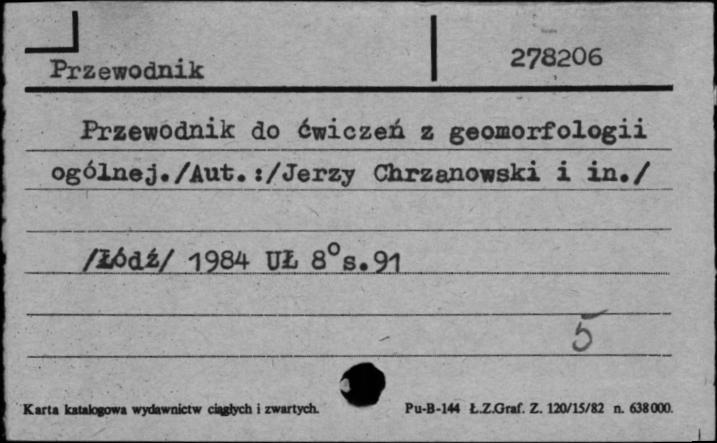 Przewodnik 278206
Przewodnik do ćwiczeń z geomorfologii
ogólnej./Aut.:/Jerzy Chrzanowski i in./
/Łódź/ 1984 UŁ 8° s.91
5
Karta katalogowa wydawnictw ciągłych i zwartych. Pu-B-144 Ł.Z.Graf. Z. 120/15/82 n. 638000.